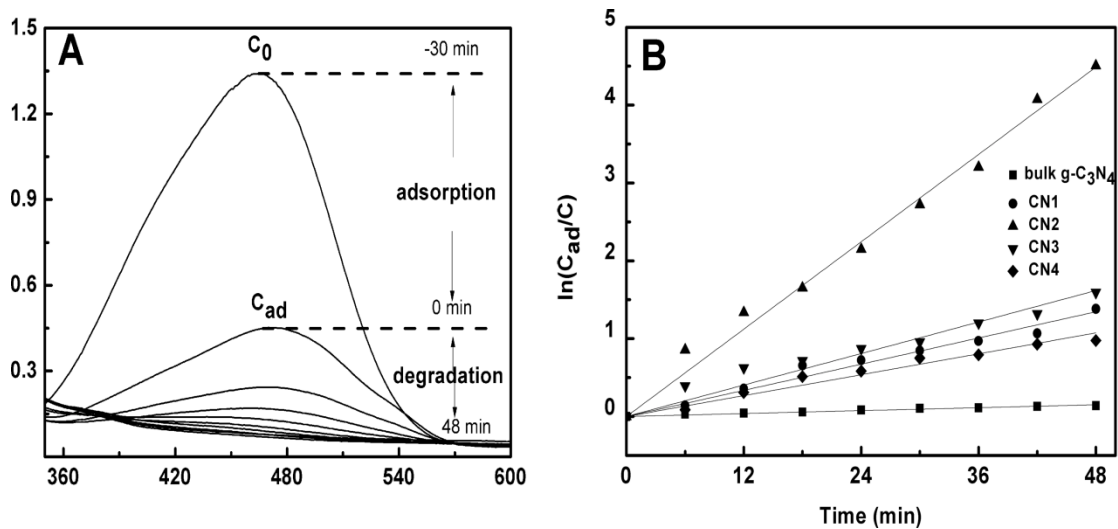 A
1.5
1.2
0.9
0.6
0.3
360
420
480
540
600
C0
-30 min
adsorption
0 min
Cad
degradation
48 min
B
5
4
3
2
1
0
ln(Cad/C)
bulk g-C3N4
CN1
CN2
CN3
CN4
0
12
24
36
48
Time (min)